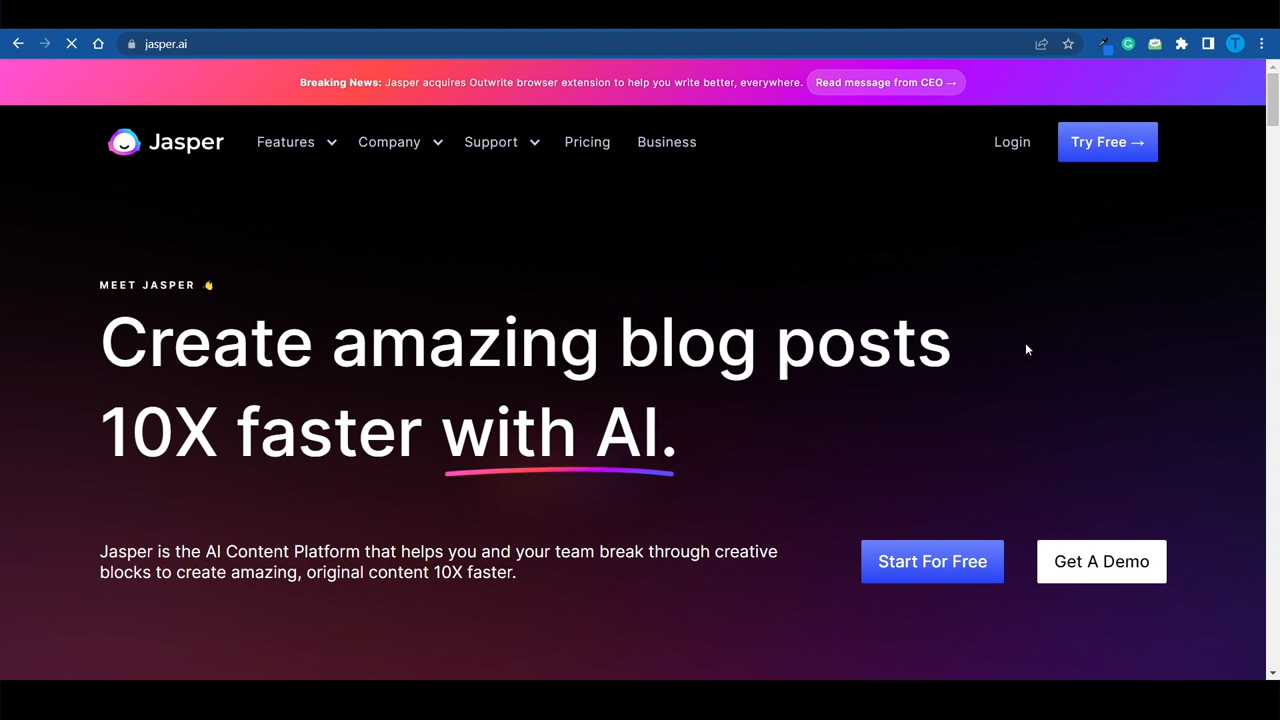 jasper.ai
T
Breaking News: Jasper acquires Outwrite browser extension to help you write better, everywhere. Read message from CEO →
Jasper Features Company Support Pricing Business Login Try Free →
MEET JASPER 👋
Create amazing blog posts
10X faster with AI.
Jasper is the AI Content Platform that helps you and your team break through creative
blocks to create amazing, original content 10X faster.
Start For Free Get A Demo